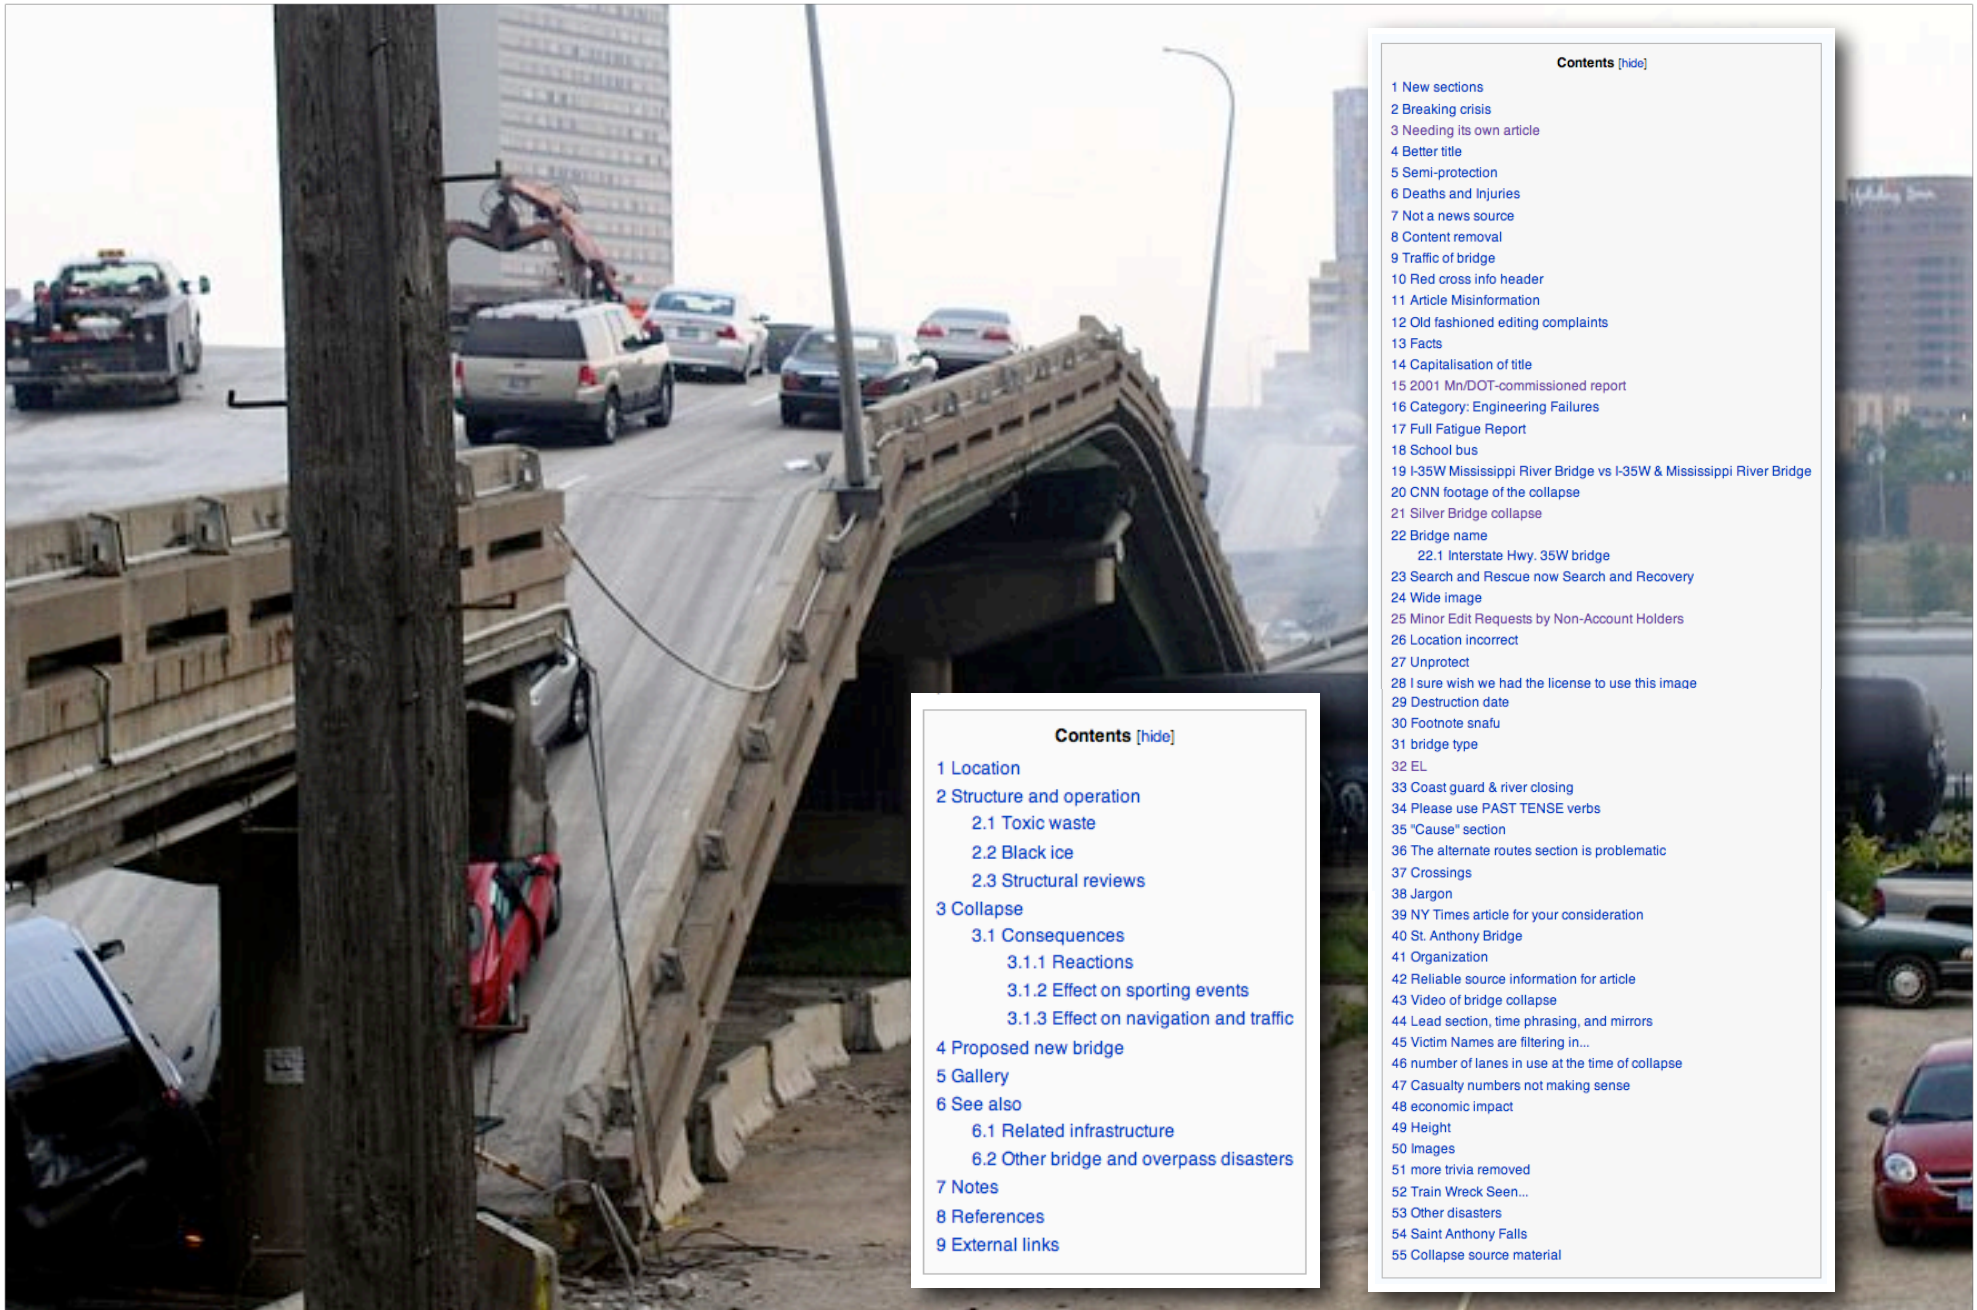 Contents [hide]
1 Location
2 Structure and operation
2.1 Toxic waste
2.2 Black ice
2.3 Structural reviews
3 Collapse
3.1 Consequences
3.1.1 Reactions
3.1.2 Effect on sporting events
3.1.3 Effect on navigation and traffic
4 Proposed new bridge
5 Gallery
6 See also
6.1 Related infrastructure
6.2 Other bridge and overpass disasters
7 Notes
8 References
9 External links
Contents [hide]
1 New sections
2 Breaking crisis
3 Needing its own article
4 Better title
5 Semi-protection
6 Deaths and Injuries
7 Not a news source
8 Content removal
9 Traffic of bridge
10 Red cross info header
11 Article Misinformation
12 Old fashioned editing complaints
13 Facts
14 Capitalisation of title
15 2001 Mn/DOT-commissioned report
16 Category: Engineering Failures
17 Full Fatigue Report
18 School bus
19 I-35W Mississippi River Bridge vs I-35W & Mississippi River Bridge
20 CNN footage of the collapse
21 Silver Bridge collapse
22 Bridge name
22.1 Interstate Hwy. 35W bridge
23 Search and Rescue now Search and Recovery
24 Wide image
25 Minor Edit Requests by Non-Account Holders
26 Location incorrect
27 Unprotect
28 I sure wish we had the license to use this image
29 Destruction date
30 Footnote snafu
31 bridge type
32 EL
33 Coast guard & river closing
34 Please use PAST TENSE verbs
35 "Cause" section
36 The alternate routes section is problematic
37 Crossings
38 Jargon
39 NY Times article for your consideration
40 St. Anthony Bridge
41 Organization
42 Reliable source information for article
43 Video of bridge collapse
44 Lead section, time phrasing, and mirrors
45 Victim Names are filtering in...
46 number of lanes in use at the time of collapse
47 Casualty numbers not making sense
48 economic impact
49 Height
50 Images
51 more trivia removed
52 Train Wreck Seen...
53 Other disasters
54 Saint Anthony Falls
55 Collapse source material
Holiday Inn